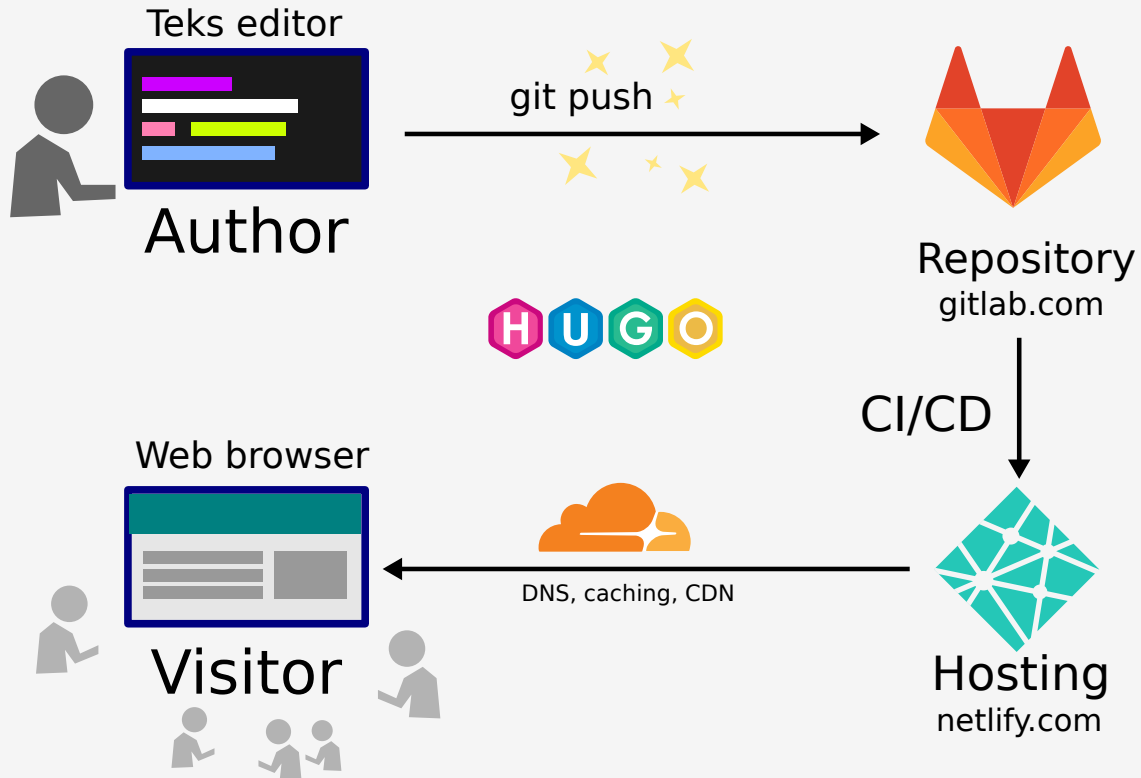 Teks editor
git push
Author
Repository
gitlab.com
HUGO
CI/CD
Web browser
DNS, caching, CDN
Visitor
Hosting
netlify.com